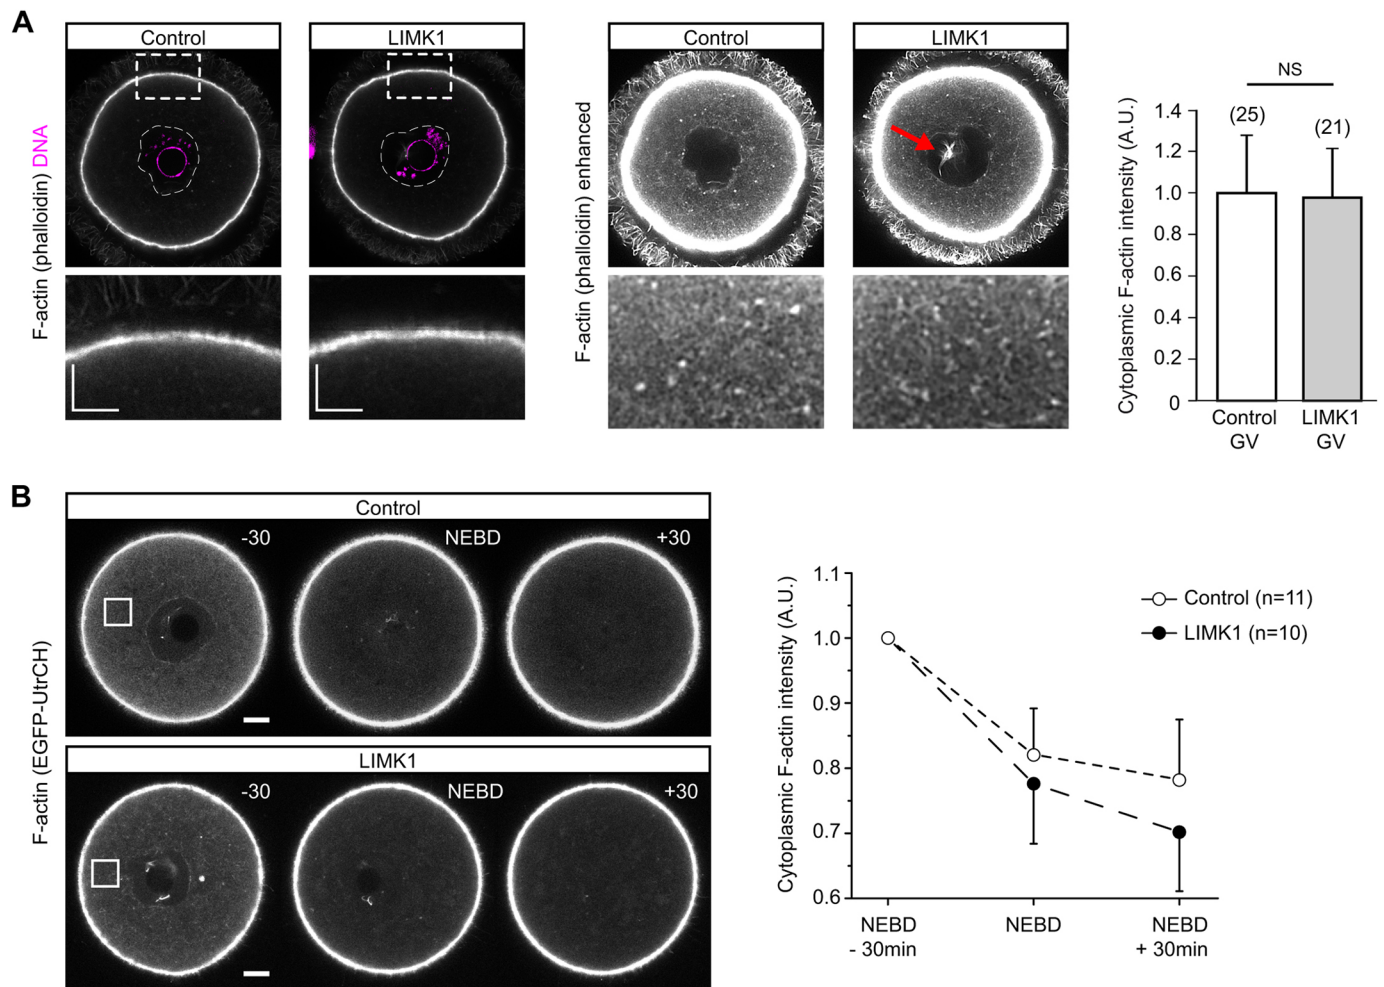 A
Control
LIMK1
Control
LIMK1
F-actin (phalloidin) DNA
F-actin (phalloidin) enhanced
Cytoplasmic F-actin intensity (A.U.)
NS
(25)
(21)
1.4
1.2
1.0
0.8
0.6
0.4
0.2
0
Control
GV
LIMK1
GV
B
F-actin (EGFP-UtrCH)
Control
-30
NEBD
+30
LIMK1
-30
NEBD
+30
Cytoplasmic F-actin intensity (A.U.)
1.1
1.0
0.9
0.8
0.7
0.6
Control (n=11)
LIMK1 (n=10)
NEBD
- 30min
NEBD
NEBD
+ 30min